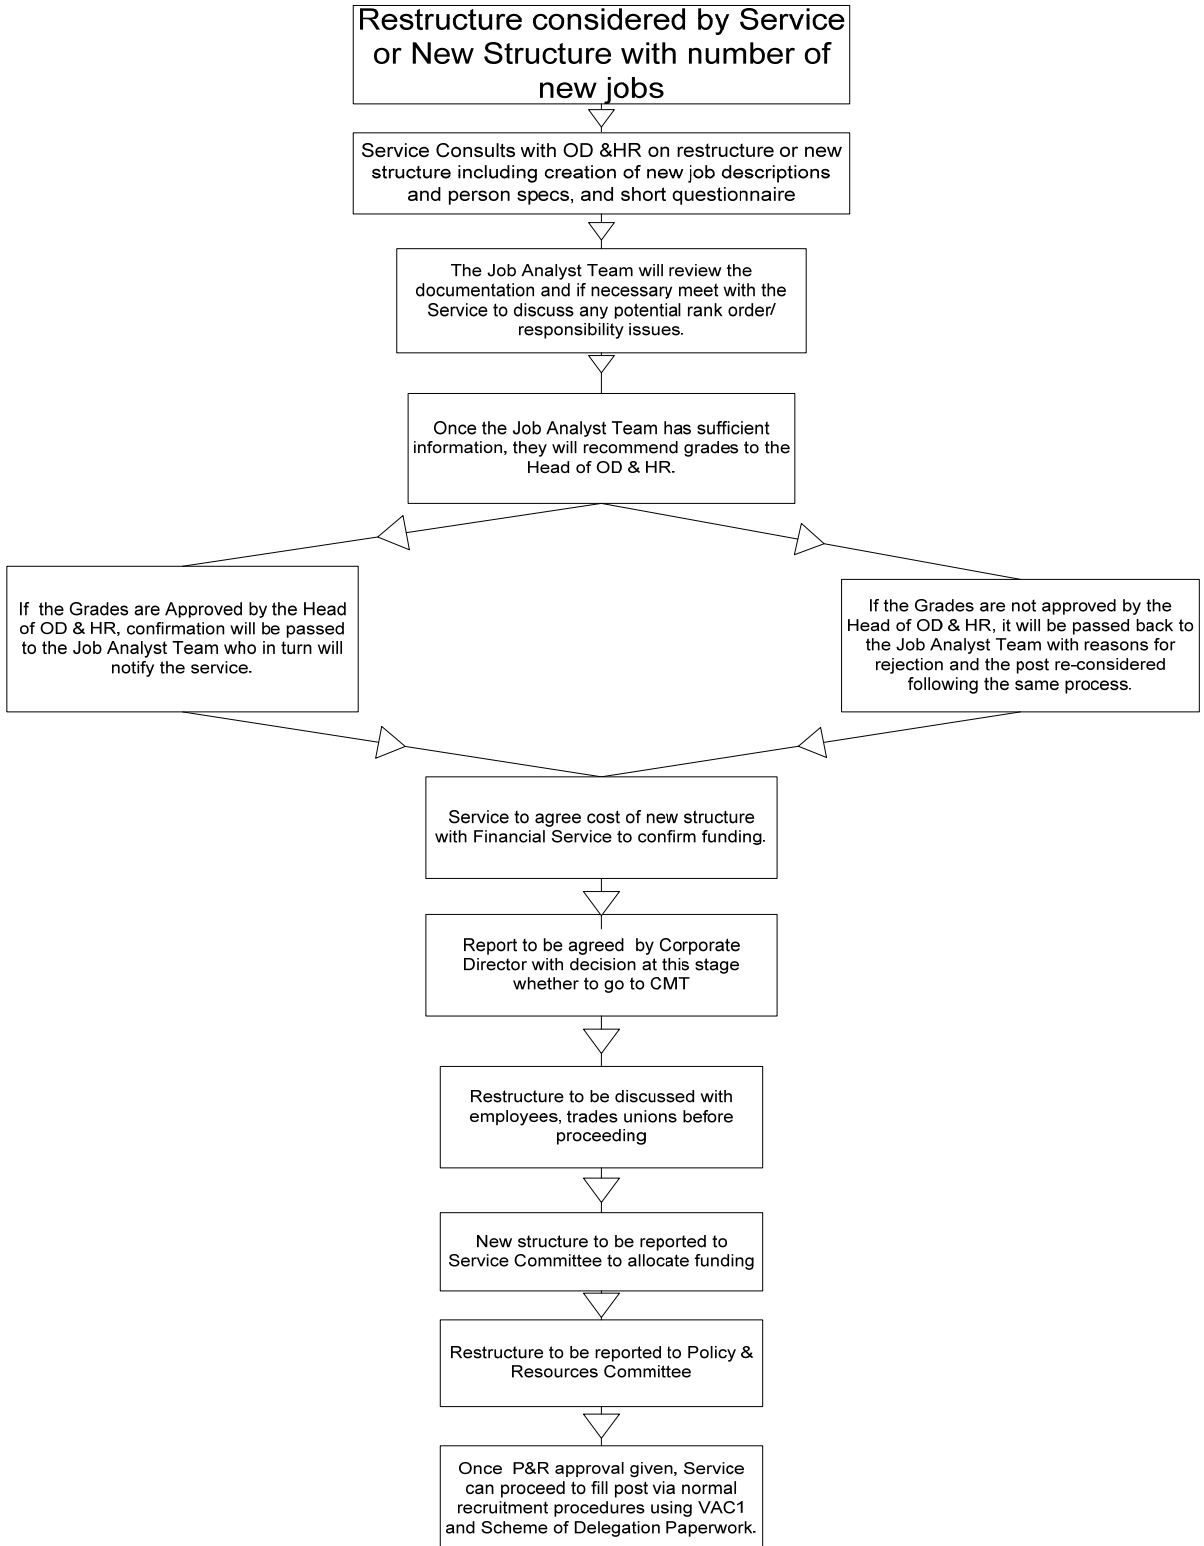 Restructure considered by Service
or New Structure with number of
new jobs
Service Consults with OD &HR on restructure or new
structure including creation of new job descriptions
and person specs, and short questionnaire
The Job Analyst Team will review the
documentation and if necessary meet with the
Service to discuss any potential rank order/
responsibility issues.
Once the Job Analyst Team has sufficient
information, they will recommend grades to the
Head of OD & HR.
If the Grades are Approved by the Head
of OD & HR, confirmation will be passed
to the Job Analyst Team who in turn will
notify the service.
If the Grades are not approved by the
Head of OD & HR, it will be passed back to
the Job Analyst Team with reasons for
rejection and the post re-considered
following the same process.
Service to agree cost of new structure
with Financial Service to confirm funding.
Report to be agreed by Corporate
Director with decision at this stage
whether to go to CMT
Restructure to be discussed with
employees, trades unions before
proceeding
New structure to be reported to
Service Committee to allocate funding
Restructure to be reported to Policy &
Resources Committee
Once P&R approval given, Service
can proceed to fill post via normal
recruitment procedures using VAC1
and Scheme of Delegation Paperwork.